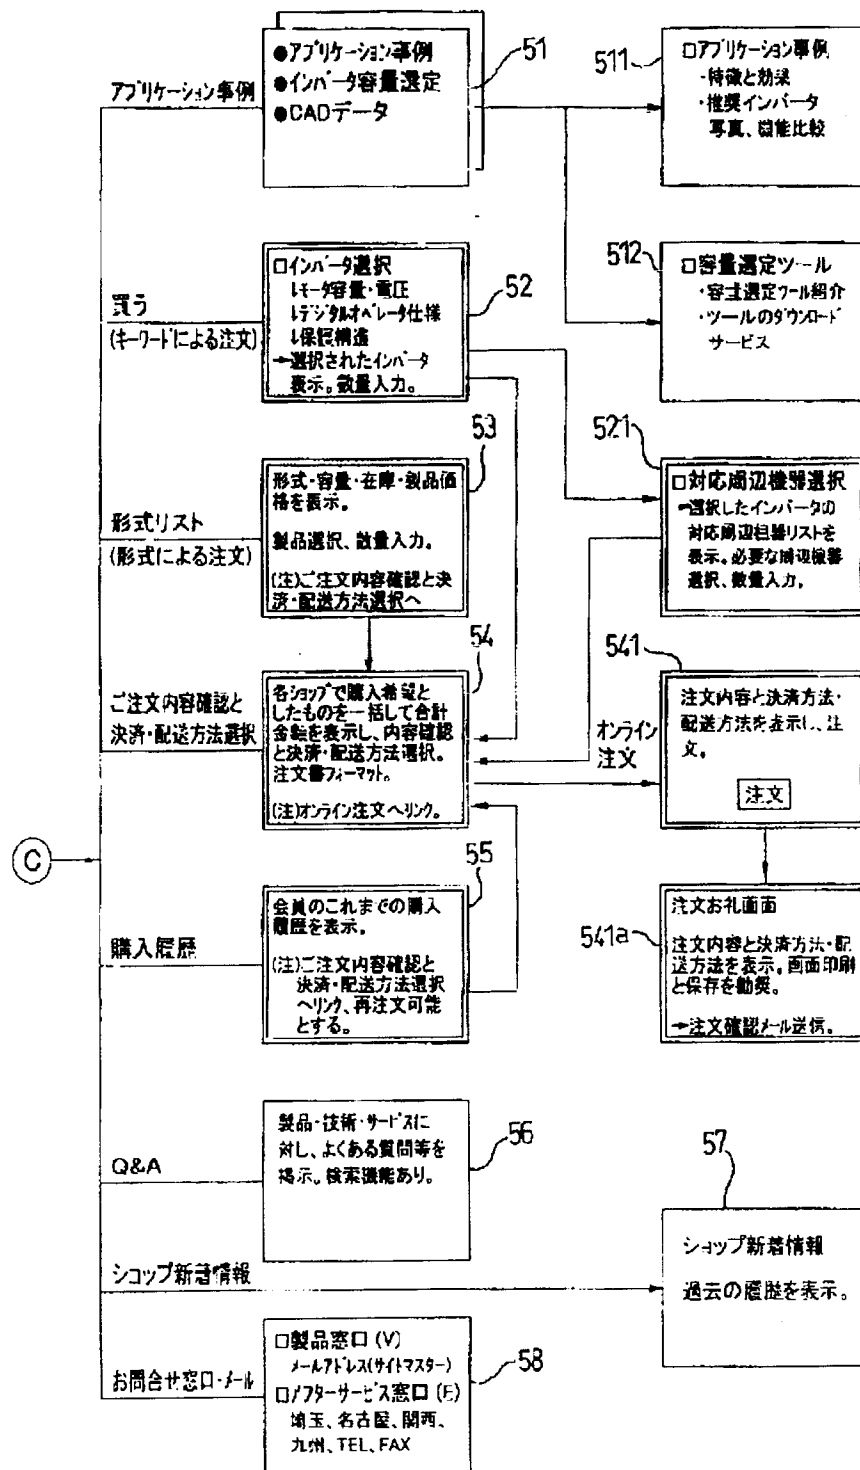 アプリケーション事例
●アプリケーション事例
●インバータ容量選定
●CADデータ
51
511
□アプリケーション事例
・特徴と効果
・推奨インバータ
写真、機能比較
買う
(キーワードによる注文)
□インバータ選択
↓モータ容量・電圧
↓デジタルオペレータ仕様
↓保護構造
→選択されたインバータ
表示。数量入力。
52
512
□容量選定ツール
・容量選定ツール紹介
・ツールのダウンロード
サービス
形式リスト
(形式による注文)
形式・容量・在庫・製品価
格を表示。
製品選択、数量入力。
(注)ご注文内容確認と決
済・配送方法選択へ
53
521
□対応周辺機器選択
→選択したインバータの
対応周辺機器リストを
表示。必要な周辺機器
選択、数量入力。
ご注文内容確認と
決済・配送方法選択
各ショップで購入希望と
したものを一括して合計
金額を表示し、内容確認
と決済・配送方法選択。
注文書フォーマット。
(注)オンライン注文へリンク。
54
オンライン
注文
541
注文内容と決済方法・
配送方法を表示し、注
文。
注文
C
購入履歴
会員のこれまでの購入
履歴を表示。
(注)ご注文内容確認と
決済・配送方法選択
へリンク、再注文可能
とする。
55
541a
注文お礼画面
注文内容と決済方法・配
送方法を表示。画面印刷
と保存を勧奨。
→注文確認メール送信。
Q&A
製品・技術・サービスに
対し、よくある質問等を
掲示。検索機能あり。
56
ショップ新着情報
57
ショップ新着情報
過去の履歴を表示。
お問合せ窓口・メール
□製品窓口(V)
メールアドレス(サイトマスター)
□アフターサービス窓口(E)
埼玉、名古屋、関西、
九州、TEL、FAX
58